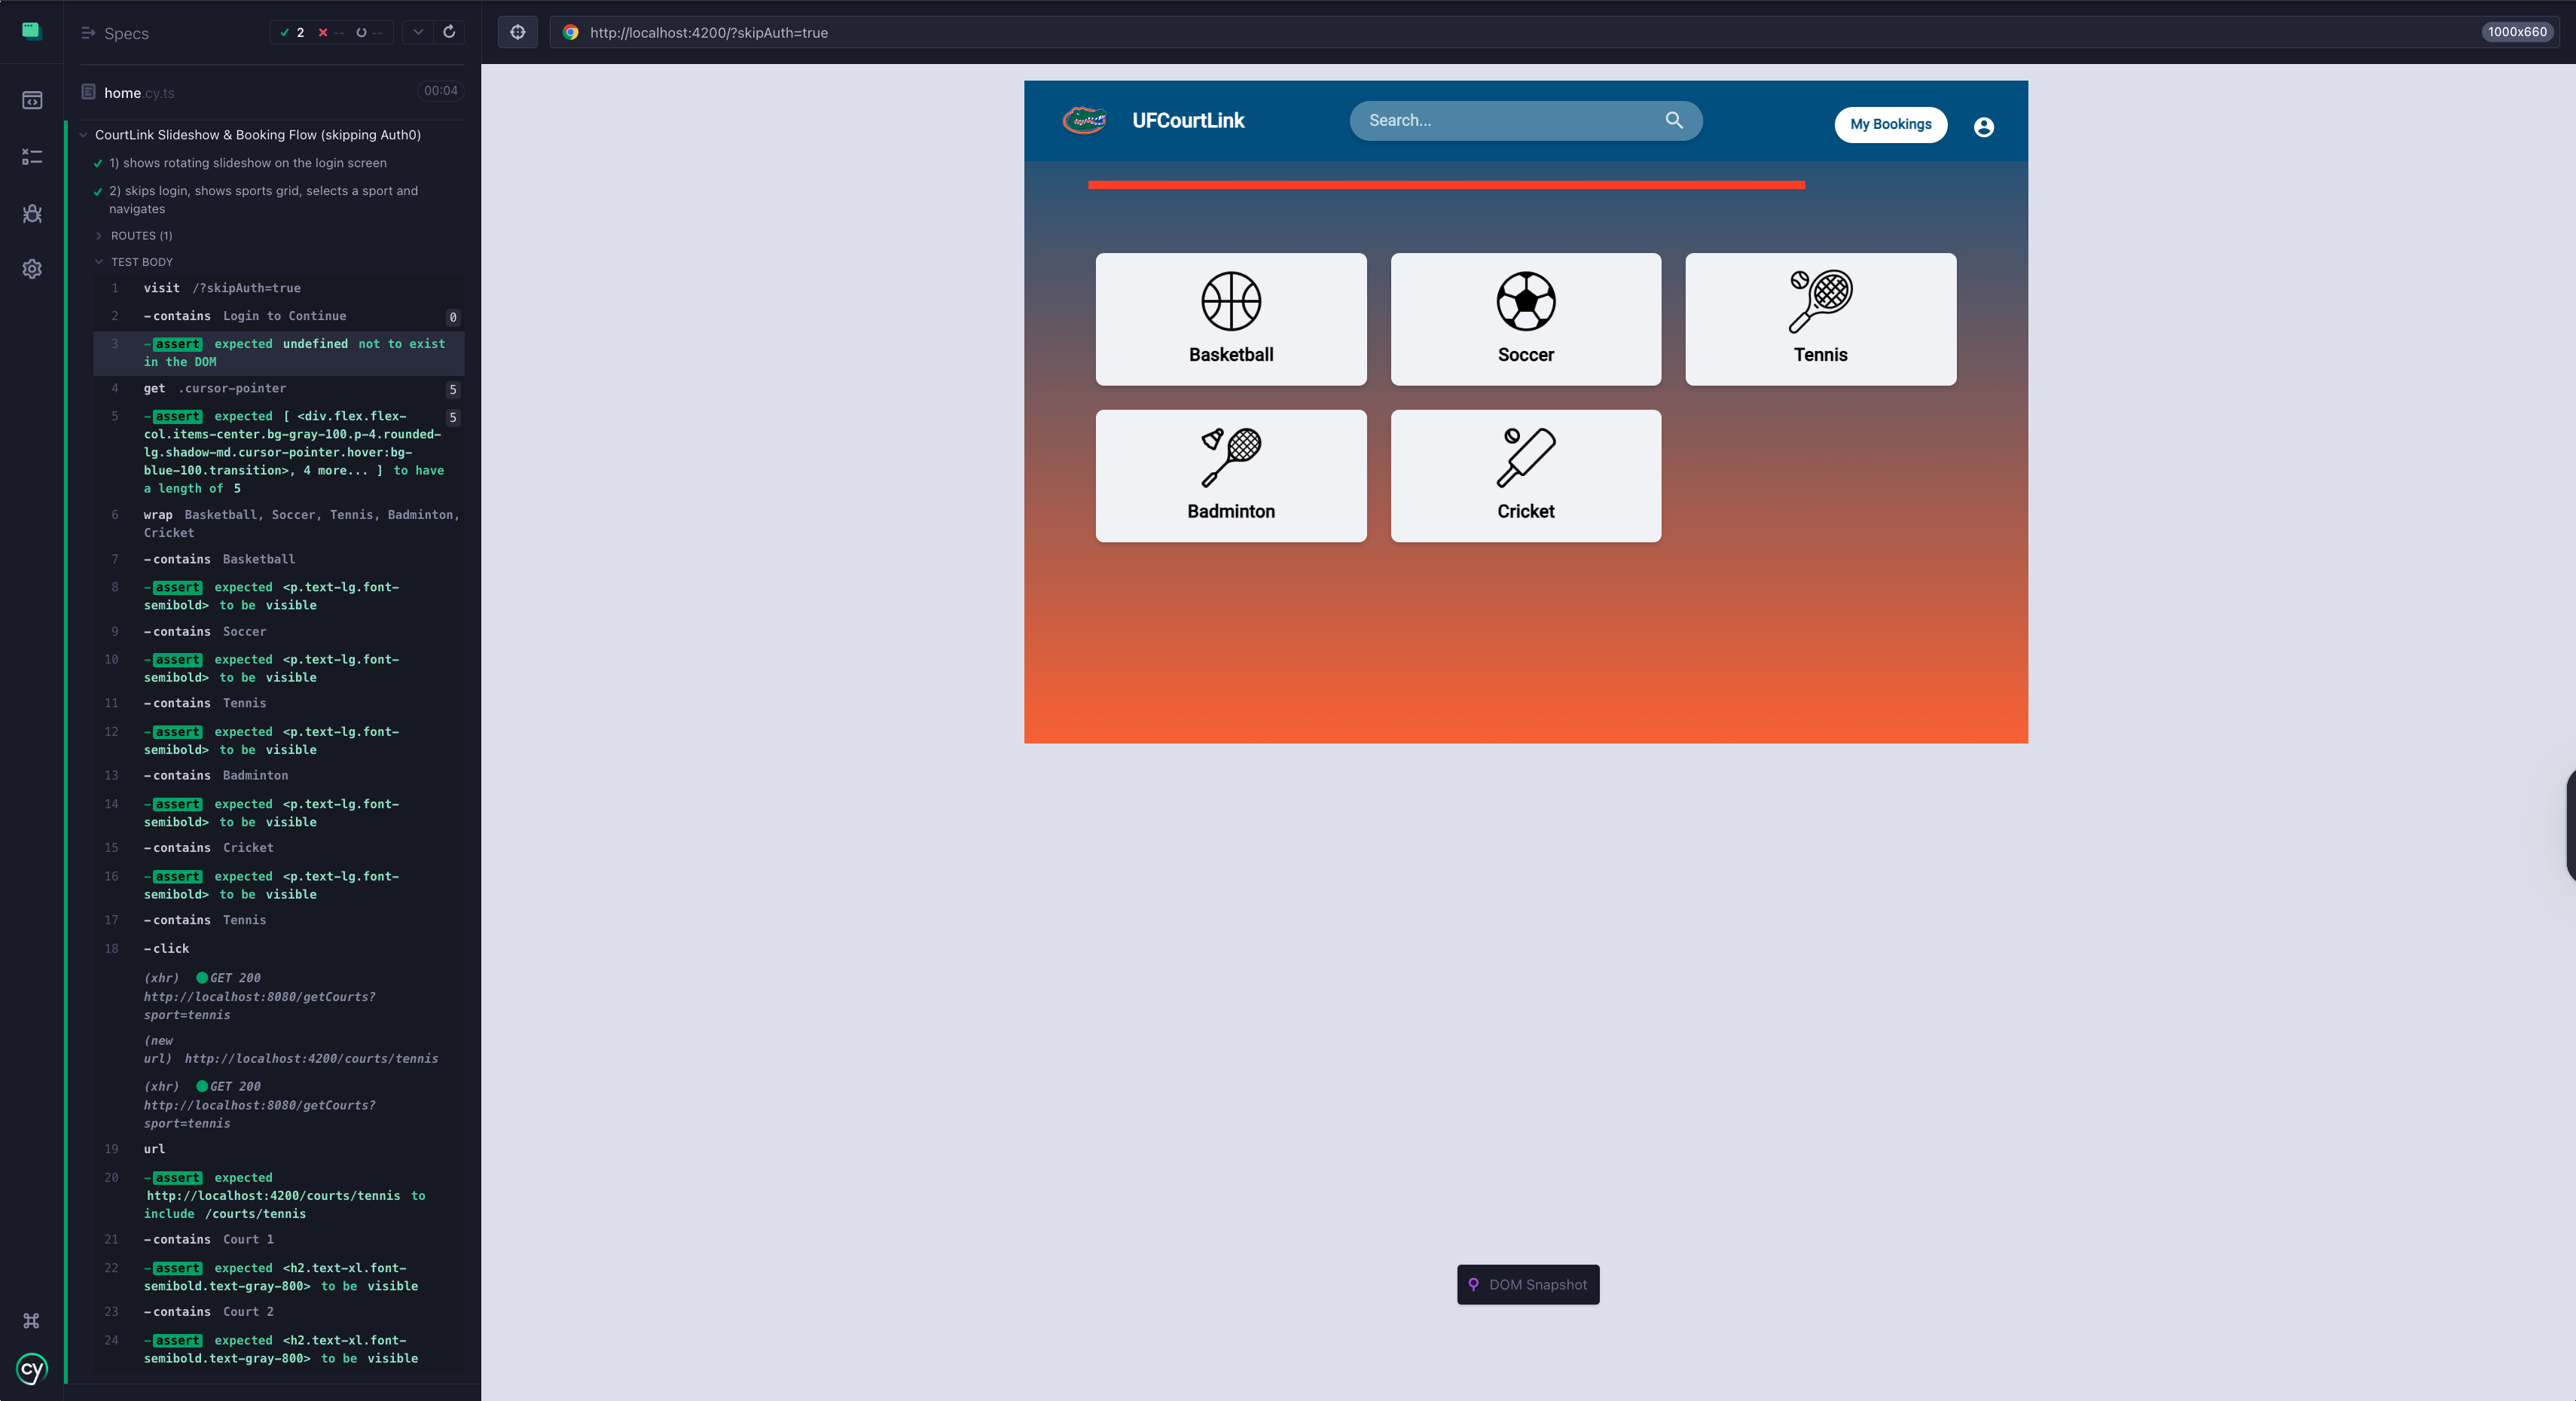 Specs
2 -- --
http://localhost:4200/?skipAuth=true
1000x660
home.cy.ts
00:04
CourtLink Slideshow & Booking Flow (skipping Auth0)
1) shows rotating slideshow on the login screen
2) skips login, shows sports grid, selects a sport and
navigates
ROUTES (1)
TEST BODY
1 visit /?skipAuth=true
2 -contains Login to Continue 0
3 -assert expected undefined not to exist
in the DOM
4 get .cursor-pointer 5
5 -assert expected [ <div.flex.flex- 5
col.items-center.bg-gray-100.p-4.rounded-
lg.shadow-md.cursor-pointer.hover:bg-
blue-100.transition>, 4 more... ] to have
a length of 5
6 wrap Basketball, Soccer, Tennis, Badminton,
Cricket
7 -contains Basketball
8 -assert expected <p.text-lg.font-
semibold> to be visible
9 -contains Soccer
10 -assert expected <p.text-lg.font-
semibold> to be visible
11 -contains Tennis
12 -assert expected <p.text-lg.font-
semibold> to be visible
13 -contains Badminton
14 -assert expected <p.text-lg.font-
semibold> to be visible
15 -contains Cricket
16 -assert expected <p.text-lg.font-
semibold> to be visible
17 -contains Tennis
18 -click
(xhr) GET 200
http://localhost:8080/getCourts?
sport=tennis
(new
url) http://localhost:4200/courts/tennis
(xhr) GET 200
http://localhost:8080/getCourts?
sport=tennis
19 url
20 -assert expected
http://localhost:4200/courts/tennis to
include /courts/tennis
21 -contains Court 1
22 -assert expected <h2.text-xl.font-
semibold.text-gray-800> to be visible
23 -contains Court 2
24 -assert expected <h2.text-xl.font-
semibold.text-gray-800> to be visible
cy
UFCourtLink
Search...
My Bookings
Basketball
Soccer
Tennis
Badminton
Cricket
DOM Snapshot